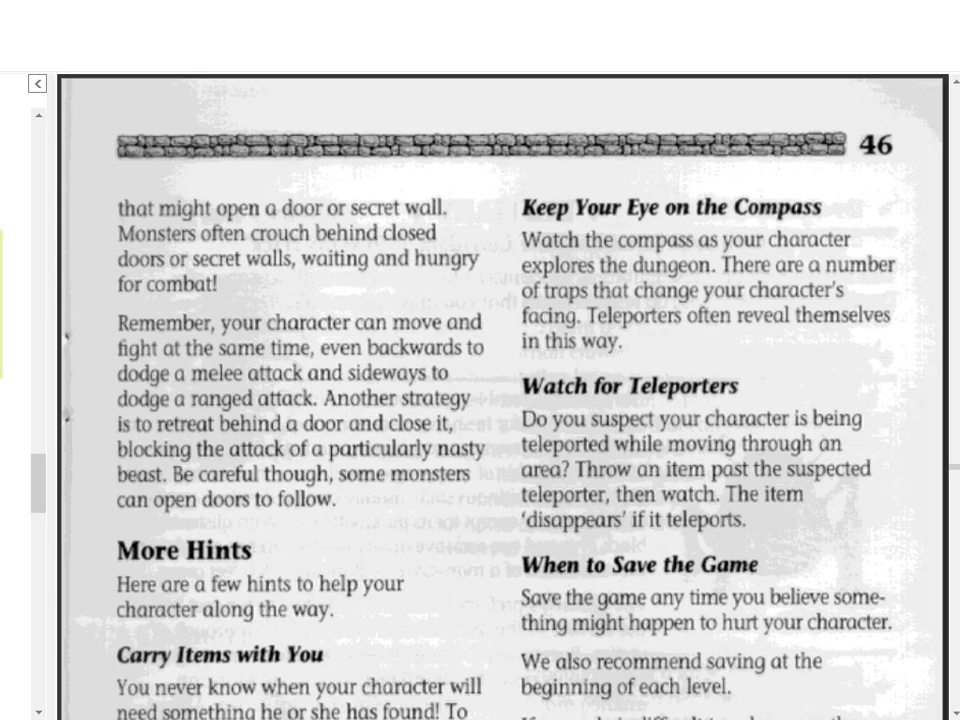 46
that might open a door or secret wall.
Monsters often crouch behind closed
doors or secret walls, waiting and hungry
for combat!
Remember, your character can move and
fight at the same time, even backwards to
dodge a melee attack and sideways to
dodge a ranged attack. Another strategy
is to retreat behind a door and close it,
blocking the attack of a particularly nasty
beast. Be careful though, some monsters
can open doors to follow.
More Hints
Here are a few hints to help your
character along the way.
Carry Items with You
You never know when your character will
need something he or she has found! To
Keep Your Eye on the Compass
Watch the compass as your character
explores the dungeon. There are a number
of traps that change your character's
facing. Teleporters often reveal themselves
in this way.
Watch for Teleporters
Do you suspect your character is being
teleported while moving through an
area? Throw an item past the suspected
teleporter, then watch. The item
'disappears' if it teleports.
When to Save the Game
Save the game any time you believe some-
thing might happen to hurt your character.
We also recommend saving at the
beginning of each level.